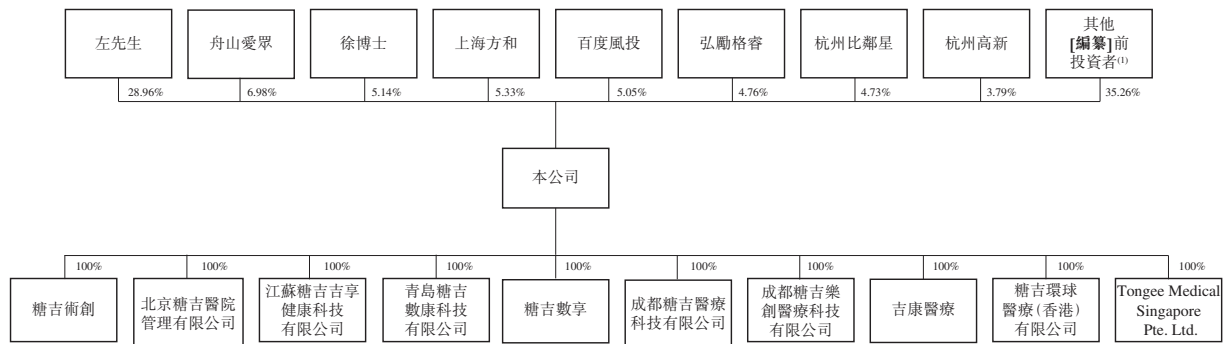 左先生
舟山愛眾
徐博士
上海方和
百度風投
弘勵格睿
杭州比鄰星
杭州高新
其他
[編纂]前
投資者(1)
28.96%
6.98%
5.14%
5.33%
5.05%
4.76%
4.73%
3.79%
35.26%
本公司
100%
100%
100%
100%
100%
100%
100%
100%
100%
100%
糖吉術創
北京糖吉醫院
管理有限公司
江蘇糖吉吉享
健康科技
有限公司
青島糖吉
數康科技
有限公司
糖吉數享
成都糖吉醫療
科技有限公司
成都糖吉樂
創醫療科技
有限公司
吉康醫療
糖吉環球
醫療(香港)
有限公司
Tongee Medical
Singapore
Pte. Ltd.